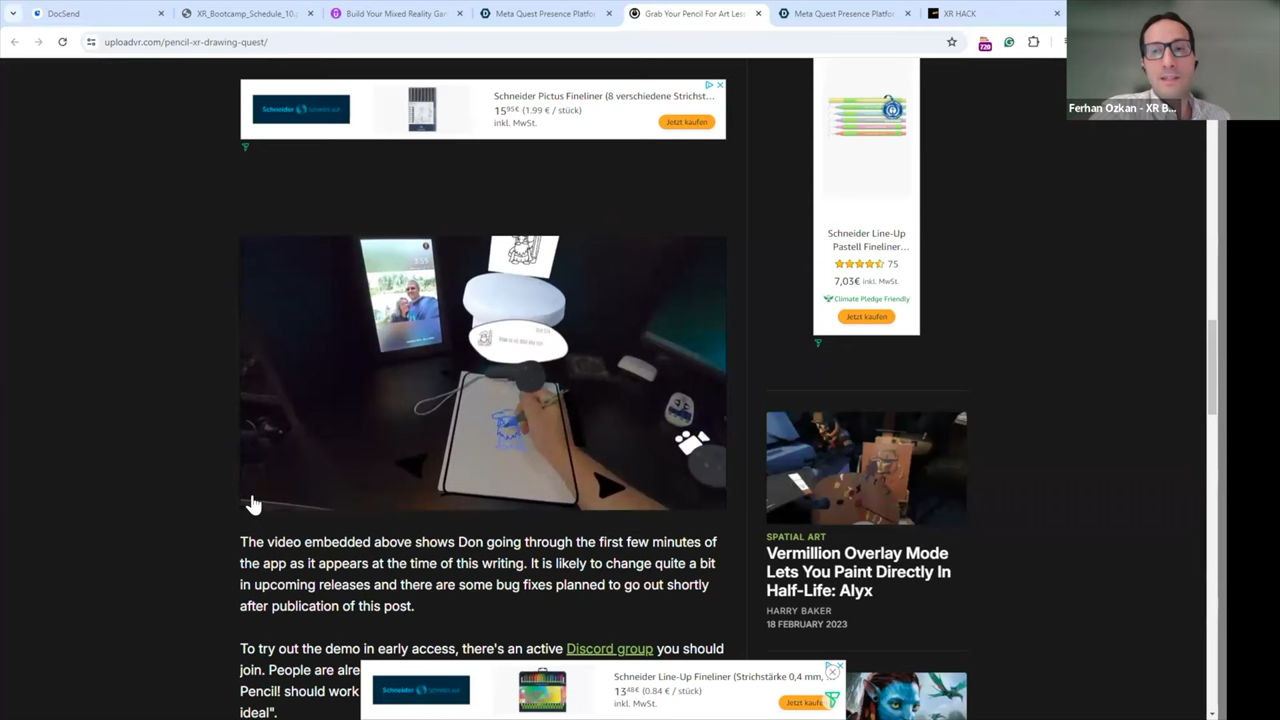 DocSend
XR_Bootcamp_Schedule_10.p
Build Your Mixed Reality Gam
Meta Quest Presence Platfo
Grab Your Pencil For Art Less
Meta Quest Presence Platfo
XR HACK
uploadvr.com/pencil-xr-drawing-quest/
720
Ferhan Ozkan - XR B...
Schneider
Schneider Pictus Fineliner (8 verschiedene Strichst...
1595€ (1.99 € / stück)
inkl. MwSt.
Jetzt kaufen
Schneider Line-Up
Pastell Fineliner...
75
7,03€ inkl. MwSt.
Climate Pledge Friendly
Jetzt kaufen
The video embedded above shows Don going through the first few minutes of
the app as it appears at the time of this writing. It is likely to change quite a bit
in upcoming releases and there are some bug fixes planned to go out shortly
after publication of this post.
To try out the demo in early access, there's an active Discord group you should
join. People are alre
Pencil! should work
ideal".
SPATIAL ART
Vermillion Overlay Mode
Lets You Paint Directly In
Half-Life: Alyx
HARRY BAKER
18 FEBRUARY 2023
Schneider
Schneider Line-Up Fineliner (Strichstärke 0,4 mm,
1348€ (0.84 € / stück)
inkl. MwSt.
Jetzt kaufe